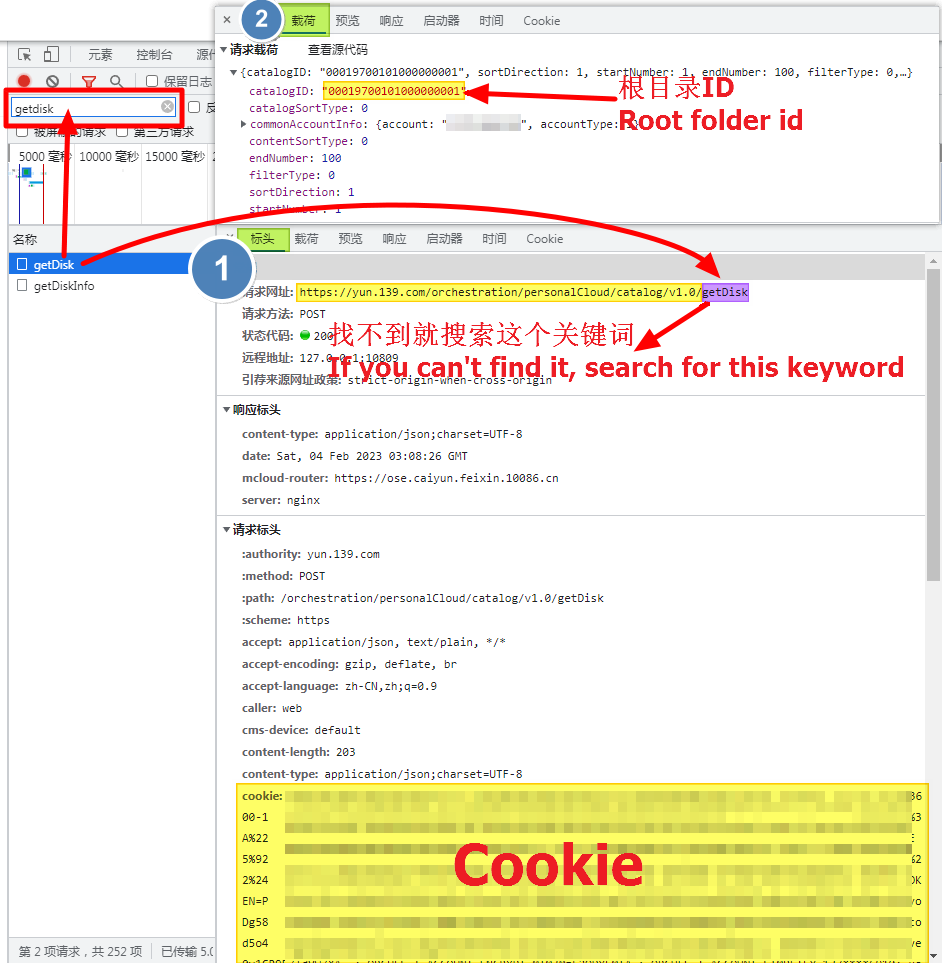 × 2 载荷 预览 响应 启动器 时间 Cookie
▼请求载荷 查看源代码
▼{catalogID: "00019700101000000001", sortDirection: 1, startNumber: 1, endNumber: 100, filterType: 0,…}
catalogID: "00019700101000000001"
catalogSortType: 0
▶commonAccountInfo: {account: " ", accountType:
contentSortType: 0
endNumber: 100
filterType: 0
sortDirection: 1
startNumber: 1
根目录ID
Root folder id
元素 控制台
保留日志
getdisk
被屏 的请求 第三方请求
5000 毫秒 10000 毫秒 15000 毫秒
名称
getDisk
getDiskInfo
1
× 标头 载荷 预览 响应 启动器 时间 Cookie
请求网址: https://yun.139.com/orchestration/personalCloud/catalog/v1.0/getDisk
请求方法: POST
状态代码: 200
远程地址: 127.0.0.1:10809
引荐来源网址政策: strict-origin-when-cross-origin
找不到就搜索这个关键词
If you can't find it, search for this keyword
▼响应标头
content-type: application/json;charset=UTF-8
date: Sat, 04 Feb 2023 03:08:26 GMT
mcloud-router: https://ose.caiyun.feixin.10086.cn
server: nginx
▼请求标头
:authority: yun.139.com
:method: POST
:path: /orchestration/personalCloud/catalog/v1.0/getDisk
:scheme: https
accept: application/json, text/plain, */*
accept-encoding: gzip, deflate, br
accept-language: zh-CN,zh;q=0.9
caller: web
cms-device: default
content-length: 203
content-type: application/json;charset=UTF-8
cookie: 36
00-1 %3
A%22 E
5%92 %2
2%24 OK
EN=P vo
Dg58 co
d5o4 ve
Cookie
第 2 项请求，共 252 项 已传输 5.0